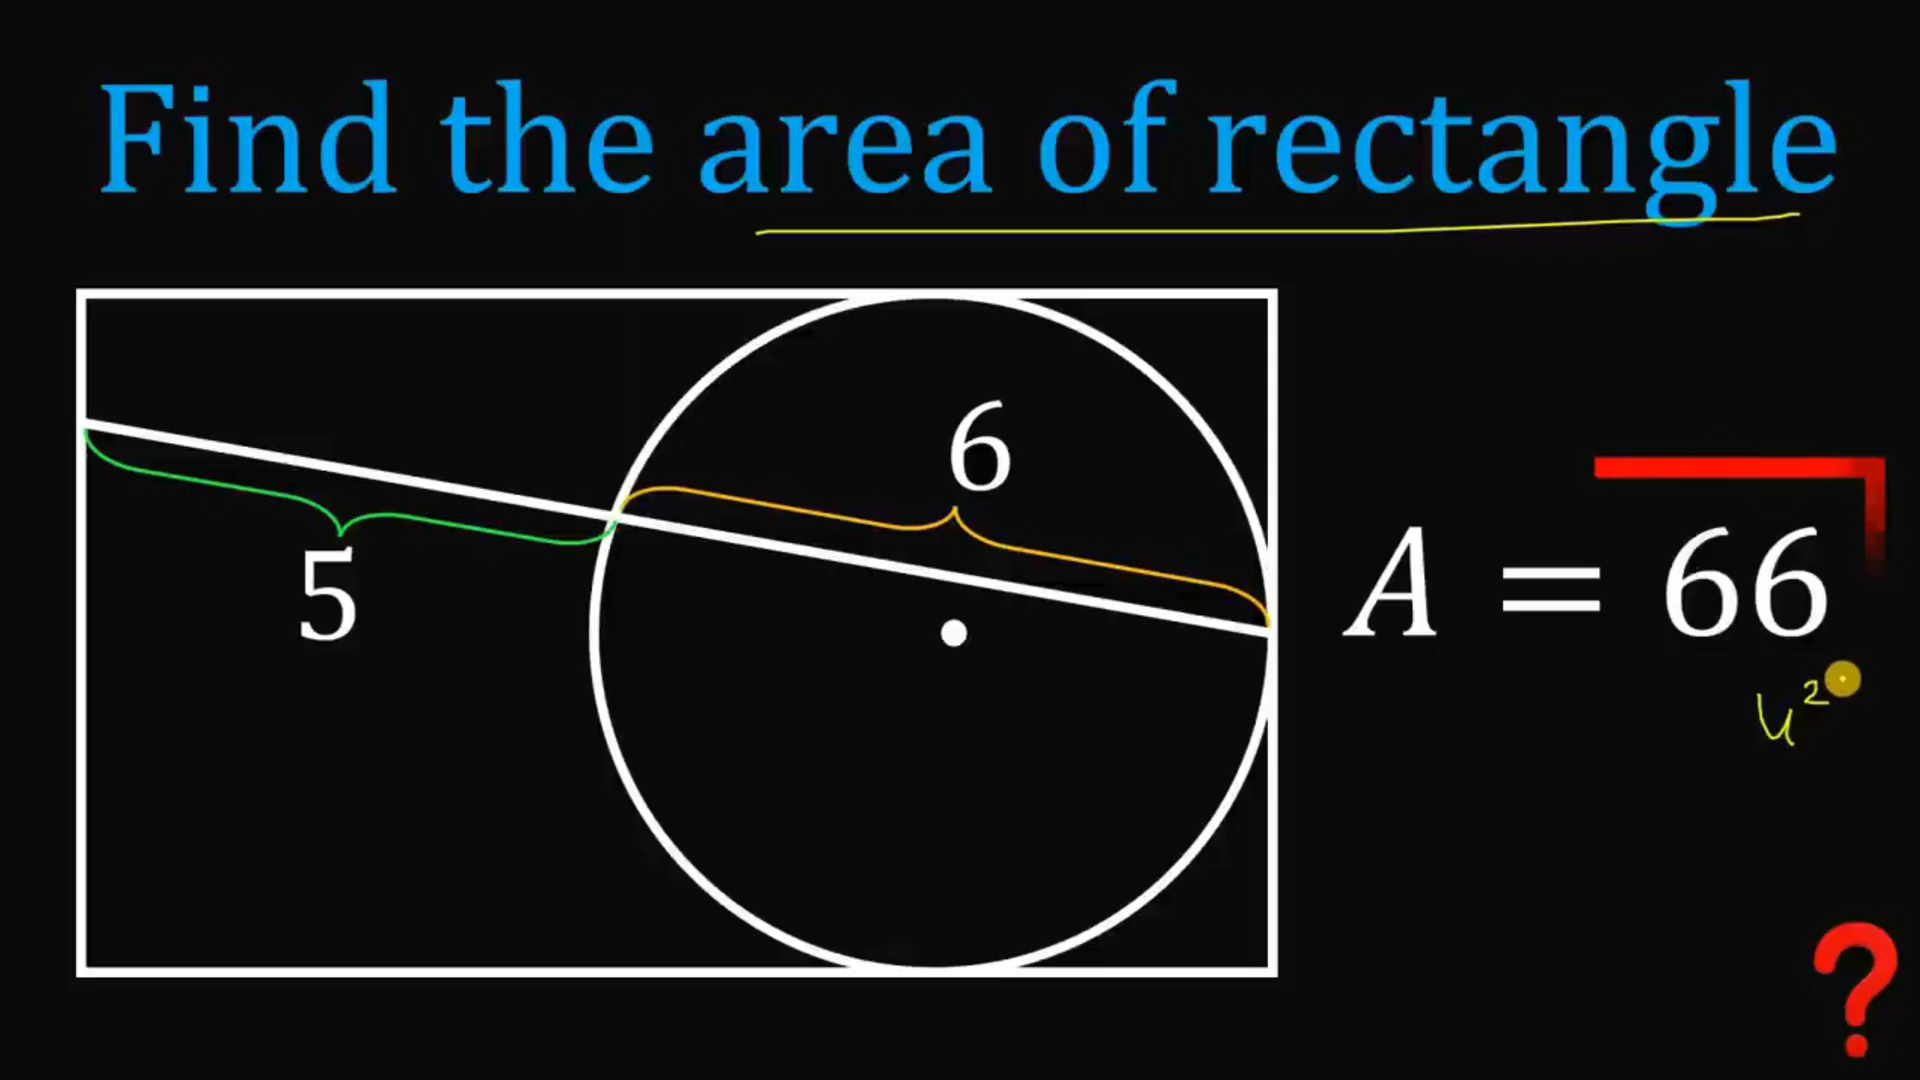 Find the area of rectangle
6
5
A = 66
u²
?